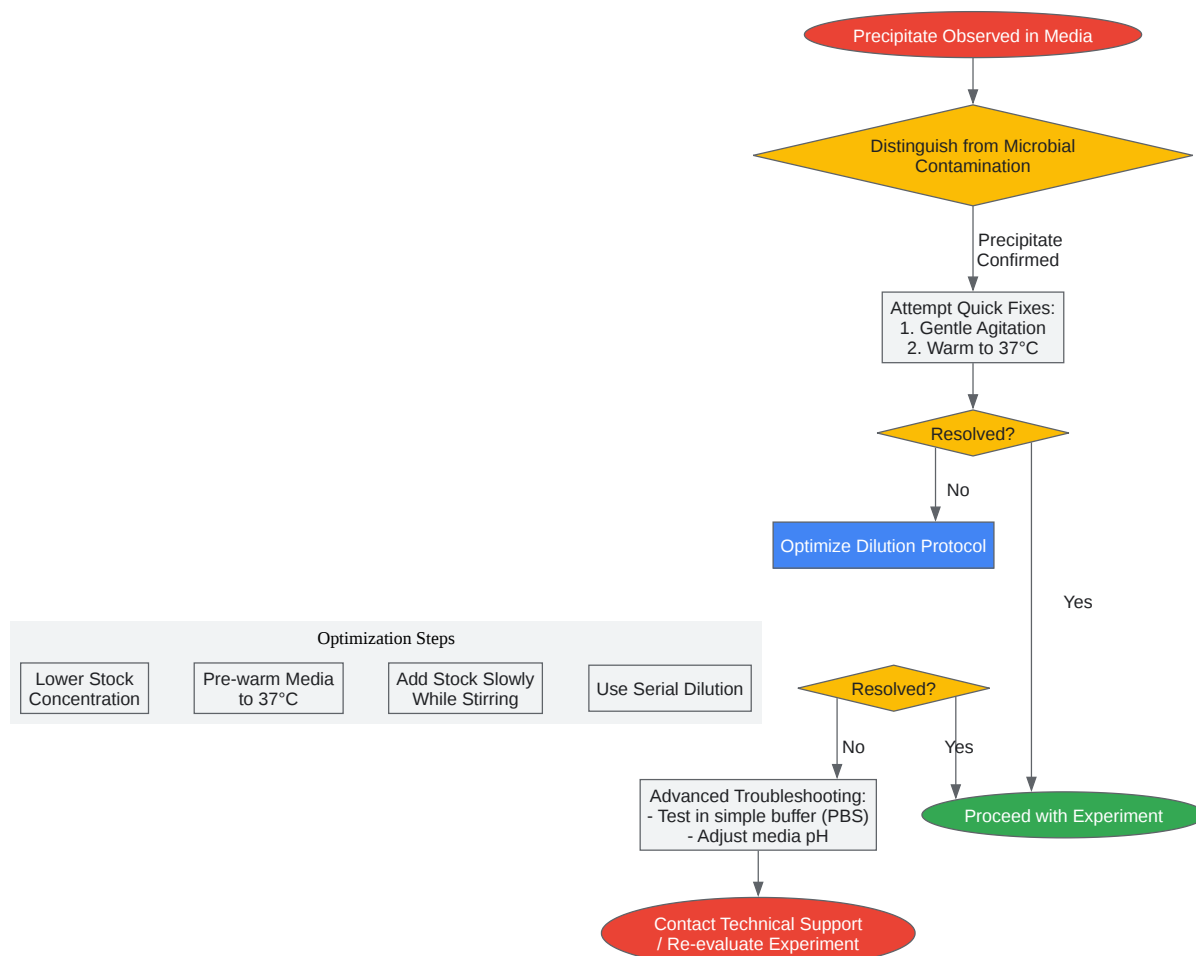 Precipitate Observed in Media
Distinguish from Microbial
Contamination
Precipitate
Confirmed
Attempt Quick Fixes:
1. Gentle Agitation
2. Warm to 37°C
Resolved?
No
Optimize Dilution Protocol
Yes
Optimization Steps
Lower Stock
Concentration
Pre-warm Media
to 37°C
Add Stock Slowly
While Stirring
Use Serial Dilution
Resolved?
No
Yes
Advanced Troubleshooting:
- Test in simple buffer (PBS)
- Adjust media pH
Proceed with Experiment
Contact Technical Support
/ Re-evaluate Experiment